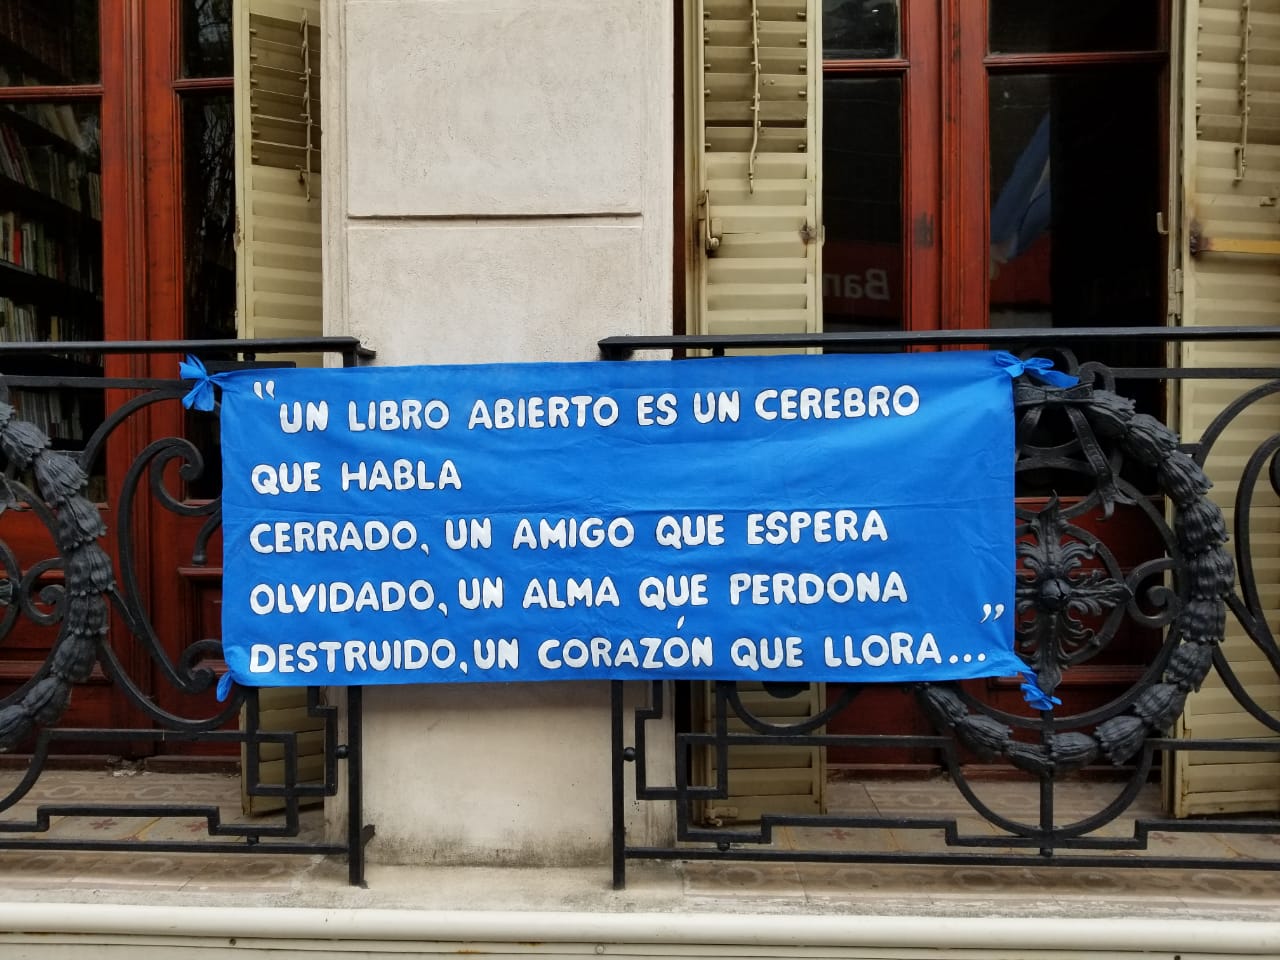 "UN LIBRO ABIERTO ES UN CEREBRO
QUE HABLA
CERRADO, UN AMIGO QUE ESPERA
OLVIDADO, UN ALMA QUE PERDONA
DESTRUIDO, UN CORAZÓN QUE LLORA..."
Ban